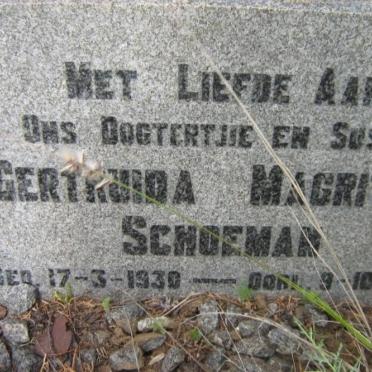 Met Liefde Aan
Ons Dogtertjie en Sus
Gertruida Magri
Schoeman
Geb. 17-3-1930 Oorl. 9-10